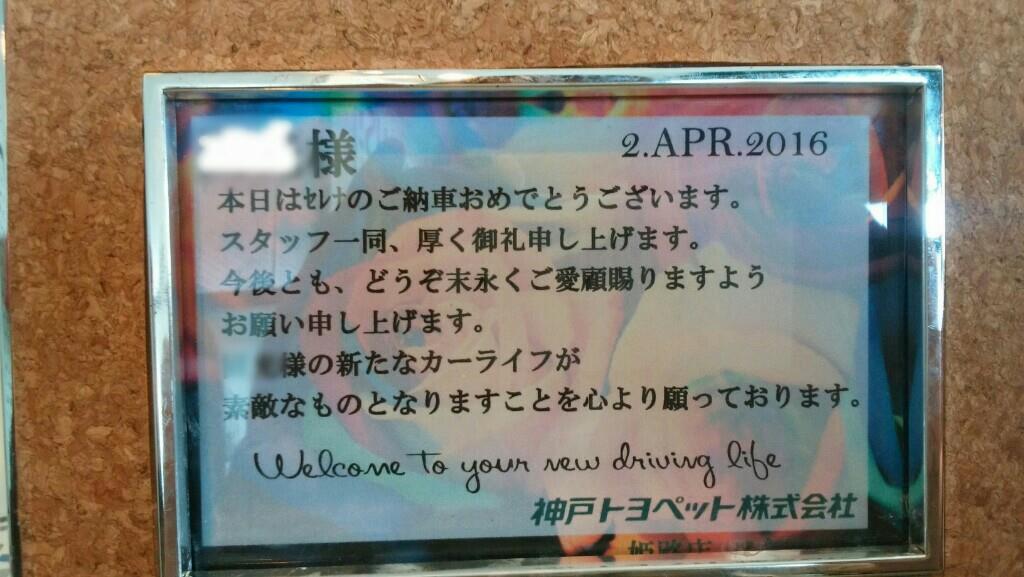 様
2.APR.2016
本日はｾﾚﾅのご納車おめでとうございます。
スタッフ一同、厚く御礼申し上げます。
今後とも、どうぞ末永くご愛顧賜りますよう
お願い申し上げます。
様の新たなカーライフが
素敵なものとなりますことを心より願っております。
Welcome to your new driving life
神戸トヨペット株式会社
姫路店